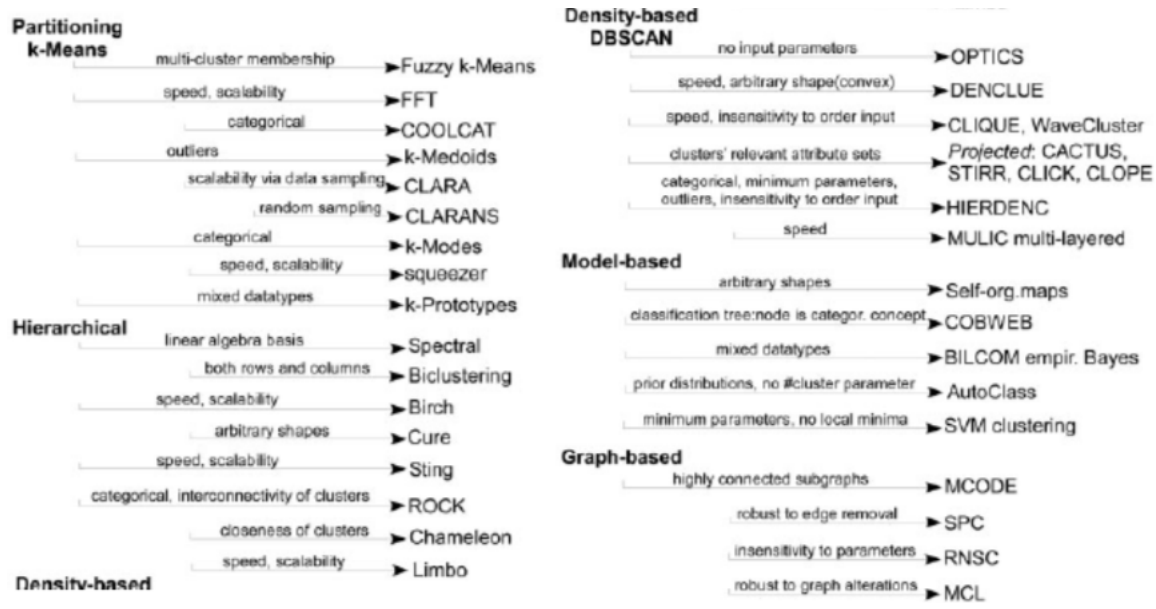 Partitioning
k-Means
multi-cluster membership Fuzzy k-Means
speed, scalability FFT
categorical COOLCAT
outliers k-Medoids
scalability via data sampling CLARA
random sampling CLARANS
categorical k-Modes
speed, scalability squeezer
mixed datatypes k-Prototypes
Hierarchical
linear algebra basis Spectral
both rows and columns Biclustering
speed, scalability Birch
arbitrary shapes Cure
speed, scalability Sting
categorical, interconnectivity of clusters ROCK
closeness of clusters Chameleon
speed, scalability Limbo
Density-based
Density-based
DBSCAN
no input parameters OPTICS
speed, arbitrary shape(convex) DENCLUE
speed, insensitivity to order input CLIQUE, WaveCluster
clusters' relevant attribute sets Projected: CACTUS,
STIRR, CLICK, CLOPE
categorical, minimum parameters,
outliers, insensitivity to order input HIERDENC
speed MULIC multi-layered
Model-based
arbitrary shapes Self-org.maps
classification tree:node is categor. concept COBWEB
mixed datatypes BILCOM empir. Bayes
prior distributions, no #cluster parameter AutoClass
minimum parameters, no local minima SVM clustering
Graph-based
highly connected subgraphs MCODE
robust to edge removal SPC
insensitivity to parameters RNSC
robust to graph alterations MCL